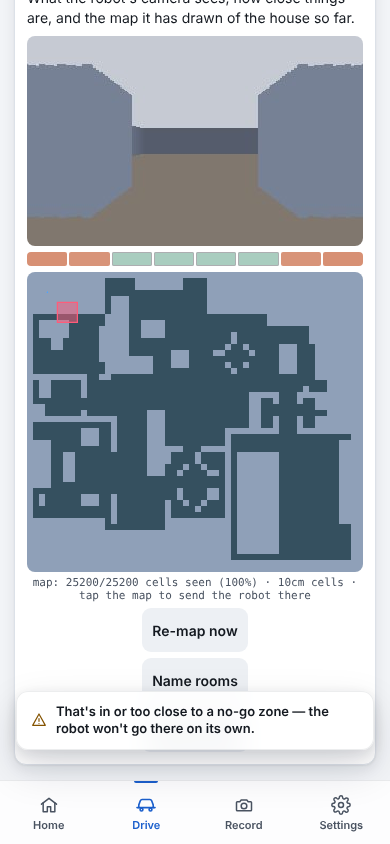 What the robot's camera sees, how close things
are, and the map it has drawn of the house so far.
map: 25200/25200 cells seen (100%) · 10cm cells ·
tap the map to send the robot there
Re-map now
Name rooms
That's in or too close to a no-go zone — the
robot won't go there on its own.
Home
Drive
Record
Settings